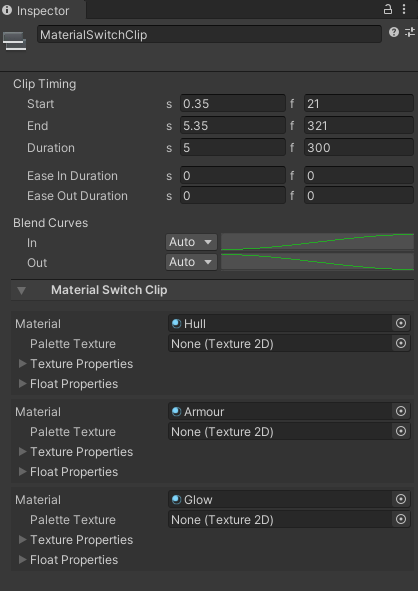 Inspector
MaterialSwitchClip
Clip Timing
Start s 0.35 f 21
End s 5.35 f 321
Duration s 5 f 300
Ease In Duration s 0 f 0
Ease Out Duration s 0 f 0
Blend Curves
In Auto
Out Auto
Material Switch Clip
Material Hull
Palette Texture None (Texture 2D)
Texture Properties
Float Properties
Material Armour
Palette Texture None (Texture 2D)
Texture Properties
Float Properties
Material Glow
Palette Texture None (Texture 2D)
Texture Properties
Float Properties